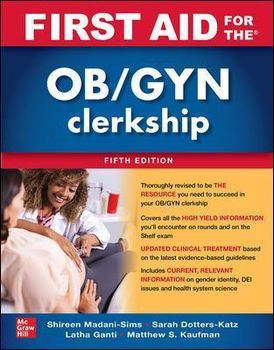 FIRST AID FOR THE®
OB/GYN
clerkship
FIFTH EDITION
Thoroughly revised to be THE
RESOURCE you need to succeed in
your OB/GYN clerkship
Covers all the HIGH YIELD INFORMATION
you'll encounter on rounds and on
the Shelf exam
UPDATED CLINICAL TREATMENT based on
the latest evidence-based guidelines
Includes CURRENT, RELEVANT
INFORMATION on gender identity, DEI
issues and health system science
Mc
Graw
Hill
Shireen Madani-Sims • Sarah Dotters-Katz
Latha Ganti • Matthew S. Kaufman